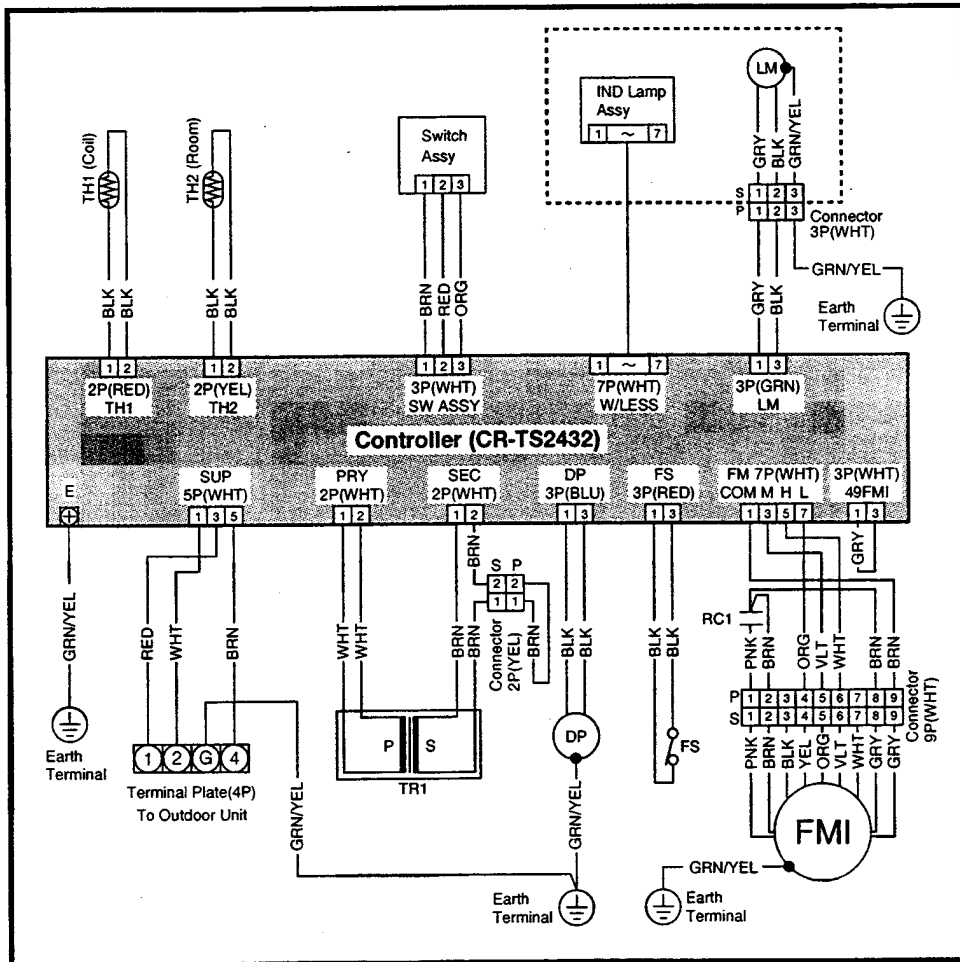 LM
IND Lamp
Assy
1 ~ 7
GRY
BLK
GRN/YEL
S 1 2 3
P 1 2 3
Connector
3P(WHT)
GRN/YEL
Earth
Terminal
GRY
BLK
TH1 (Coil)
BLK
BLK
TH2 (Room)
BLK
BLK
Switch
Assy
1 2 3
BRN
RED
ORG
1 2
2P(RED)
TH1
1 2
2P(YEL)
TH2
1 2 3
3P(WHT)
SW ASSY
1 ~ 7
7P(WHT)
W/LESS
1 3
3P(GRN)
LM
Controller (CR-TS2432)
E
SUP
5P(WHT)
1 3 5
PRY
2P(WHT)
1 2
SEC
2P(WHT)
1 2
DP
3P(BLU)
1 3
FS
3P(RED)
1 3
FM 7P(WHT)
COM M H L
1 3 5 7
3P(WHT)
49FMI
1 3
GRY
GRN/YEL
Earth
Terminal
RED
WHT
BRN
1 2 G 4
Terminal Plate(4P)
To Outdoor Unit
GRN/YEL
WHT
WHT
BRN
BRN
BRN
S P
2 2
1 1
Connector
2P(YEL)
BRN
P S
TR1
BLK
BLK
DP
GRN/YEL
Earth
Terminal
BLK
BLK
FS
RC1
PNK
BRN
ORG
VLT
WHT
BRN
BRN
P 1 2 3 4 5 6 7 8 9
S 1 2 3 4 5 6 7 8 9
Connector
9P(WHT)
PNK
BRN
BLK
YEL
ORG
VLT
WHT
GRY
GRY
FMI
GRN/YEL
Earth
Terminal